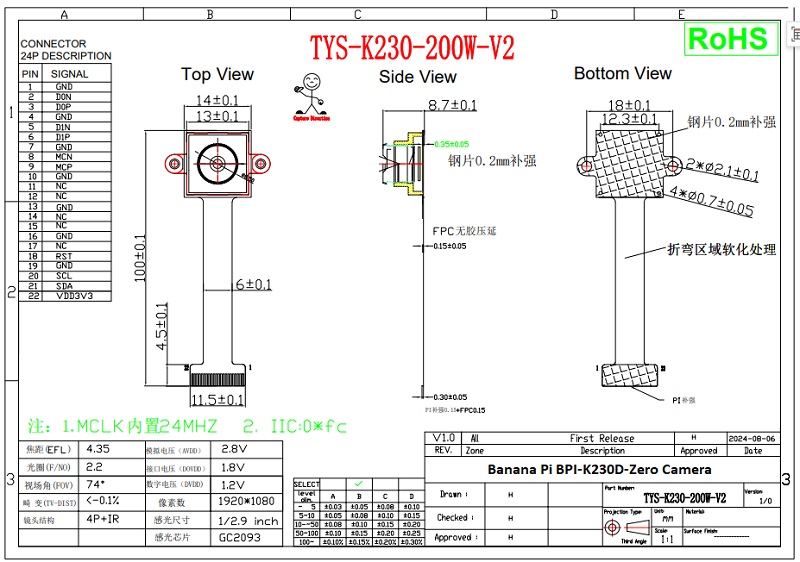 A B C D E
CONNECTOR
24P DESCRIPTION
PIN SIGNAL
1 GND
2 D0N
3 D0P
4 GND
5 D1N
6 D1P
7 GND
8 MCN
9 MCP
10 GND
11 NC
12 NC
13 GND
14 NC
15 NC
16 GND
17 NC
18 RST
19 GND
20 SCL
21 SDA
22 VDD3V3
TYS-K230-200W-V2
RoHS
Top View
14±0.1
13±0.1
100±0.1
6±0.1
4.5±0.1
22 1
11.5±0.1
Capture Direction
Side View
8.7±0.1
0.35±0.05
钢片0.2mm补强
FPC无胶压延
0.15±0.05
0.30±0.05
PI补强0.15+FPC0.15
Bottom View
18±0.1
12.3±0.1
钢片0.2mm补强
2*Ø2.1±0.1
4*Ø0.7±0.05
折弯区域软化处理
1 22
PI补强
1
2
3
3
注: 1.MCLK内置24MHZ 2. IIC:0*fc
焦距(EFL) 4.35 模拟电压(AVDD) 2.8V
光圈(F/NO) 2.2 接口电压(DOVDD) 1.8V
视场角(FOV) 74° 数字电压(DVDD) 1.2V
畸 变(TV-DIST) <-0.1% 像素数 1920*1080
镜头结构 4P+IR 感光尺寸 1/2.9 inch
感光芯片 GC2093
SELECT ✓
level dim. A B C D
- 5 ±0.03 ±0.05 ±0.08 ±0.10
5-10 ±0.05 ±0.08 ±0.10 ±0.15
10-50 ±0.08 ±0.10 ±0.15 ±0.20
50-100 ±0.10 ±0.15 ±0.20 ±0.25
100- ±0.10% ±0.15% ±0.20% ±0.30%
V1.0 All First Release H 2024-08-06
REV. Zone Description Approved Date
Banana Pi BPI-K230D-Zero Camera
Drawn : H
Checked : H
Approved : H
Part Number:
TYS-K230-200W-V2
Version
1/0
Projection Type:
Third Angle
Unit
MM
Scale
1:1
Material:
Surface Finish: